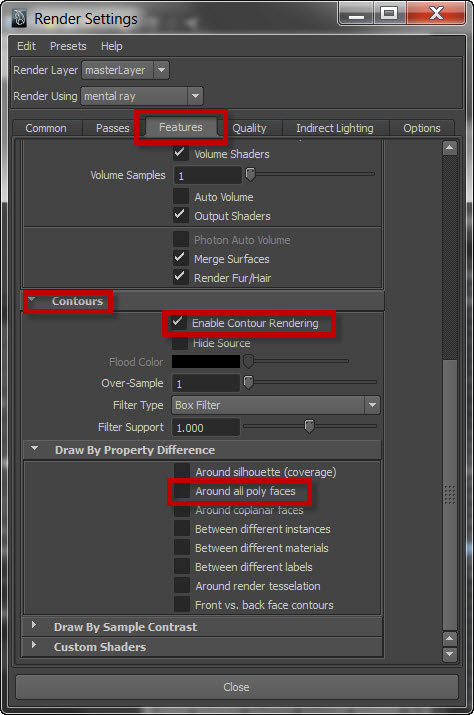 Render Settings
Edit Presets Help
Render Layer masterLayer
Render Using mental ray
Common Passes Features Quality Indirect Lighting Options
Volume Shaders
Volume Samples 1
Auto Volume
Output Shaders
Photon Auto Volume
Merge Surfaces
Render Fur/Hair
Contours
Enable Contour Rendering
Hide Source
Flood Color
Over-Sample 1
Filter Type Box Filter
Filter Support 1.000
Draw By Property Difference
Around silhouette (coverage)
Around all poly faces
Around coplanar faces
Between different instances
Between different materials
Between different labels
Around render tesselation
Front vs. back face contours
Draw By Sample Contrast
Custom Shaders
Close